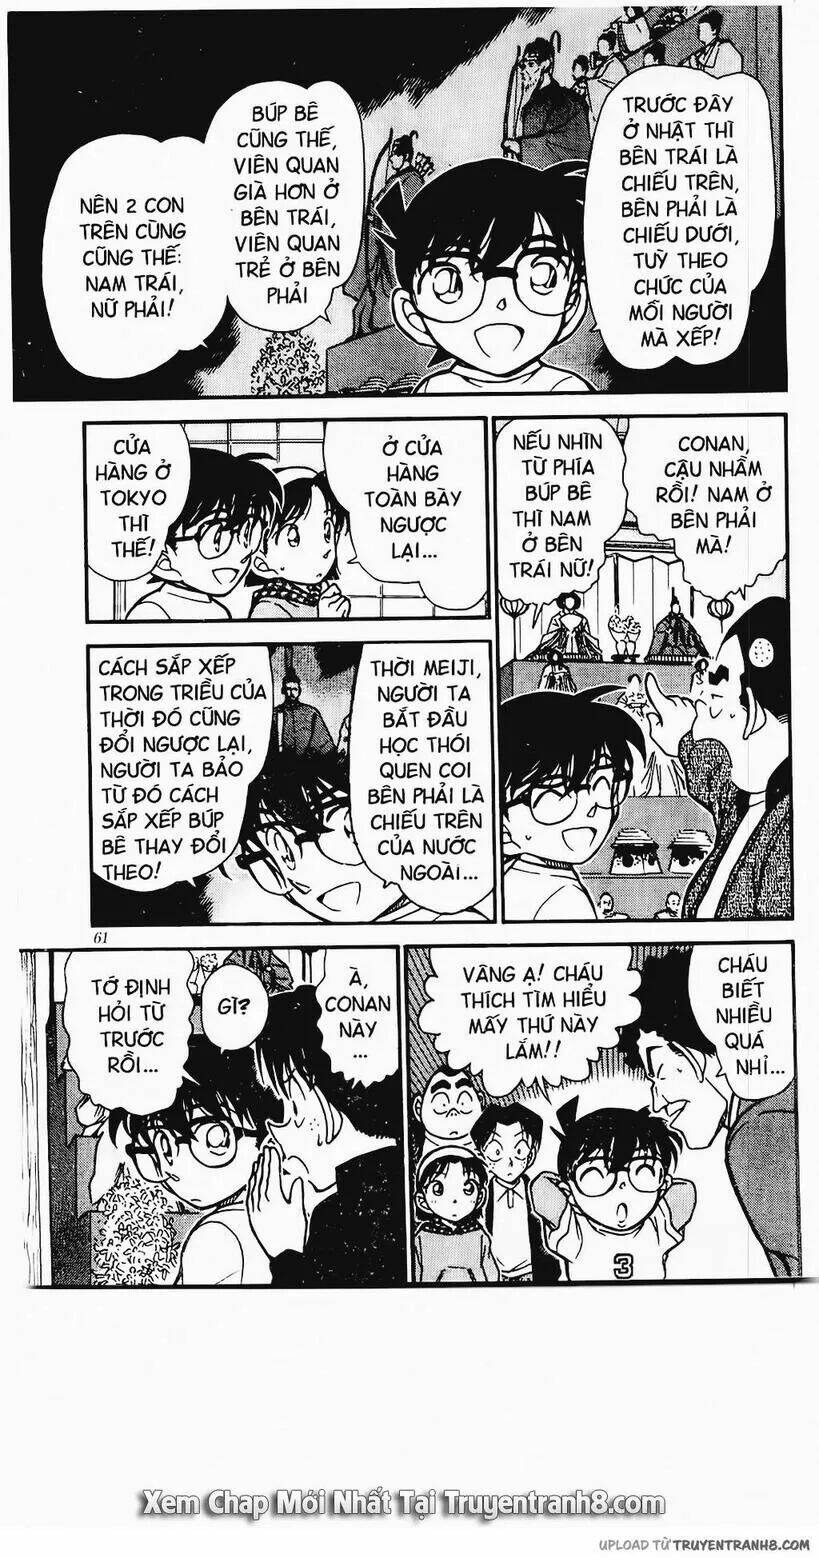 TRƯỚC ĐÂY
Ở NHẬT THÌ
BÊN TRÁI LÀ
CHIẾU TRÊN,
BÊN PHẢI LÀ
CHIẾU DƯỚI,
TUỲ THEO
CHỨC CỦA
MỖI NGƯỜI
MÀ XẾP!
BÚP BÊ
CŨNG THẾ,
VIÊN QUAN
GIÀ HƠN Ở
BÊN TRÁI,
VIÊN QUAN
TRẺ Ở BÊN
PHẢI
NÊN 2 CON
TRÊN CÙNG
CŨNG THẾ:
NAM TRÁI,
NỮ PHẢI!
CONAN,
CẬU NHẦM
RỒI! NAM Ở
BÊN PHẢI
MÀ!
NẾU NHÌN
TỪ PHÍA
BÚP BÊ
THÌ NAM
Ở BÊN
TRÁI NỮ!
Ở CỬA
HÀNG
TOÀN BÀY
NGƯỢC
LẠI...
CỬA
HÀNG Ở
TOKYO
THÌ
THẾ!
THỜI MEIJI,
NGƯỜI TA
BẮT ĐẦU
HỌC THÓI
QUEN COI
BÊN PHẢI LÀ
CHIẾU TRÊN
CỦA NƯỚC
NGOÀI...
CÁCH SẮP XẾP
TRONG TRIỀU CỦA
THỜI ĐÓ CŨNG
ĐỔI NGƯỢC LẠI,
NGƯỜI TA BẢO
TỪ ĐÓ CÁCH
SẮP XẾP BÚP
BÊ THAY ĐỔI
THEO!
61
CHÁU
BIẾT
NHIỀU
QUÁ
NHỈ...
VÂNG Ạ! CHÁU
THÍCH TÌM HIỂU
MẤY THỨ NÀY
LẮM!!
3
À,
CONAN
NÀY
...
GÌ?
TỚ ĐỊNH
HỎI TỪ
TRƯỚC
RỒI...
Xem Chap Mới Nhất Tại Truyentranh8.com
UPLOAD TỪ TRUYENTRANH8.COM